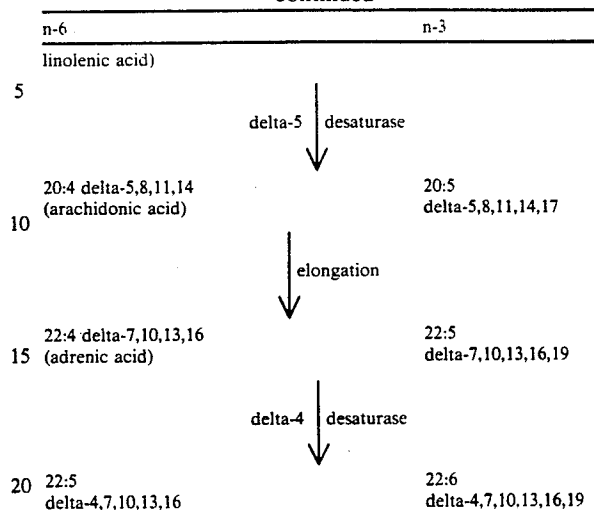 continued
n-6 n-3
linolenic acid)
5
delta-5 desaturase
20:4 delta-5,8,11,14 20:5
(arachidonic acid) delta-5,8,11,14,17
10
elongation
22:4 delta-7,10,13,16 22:5
15 (adrenic acid) delta-7,10,13,16,19
delta-4 desaturase
20 22:5 22:6
delta-4,7,10,13,16 delta-4,7,10,13,16,19